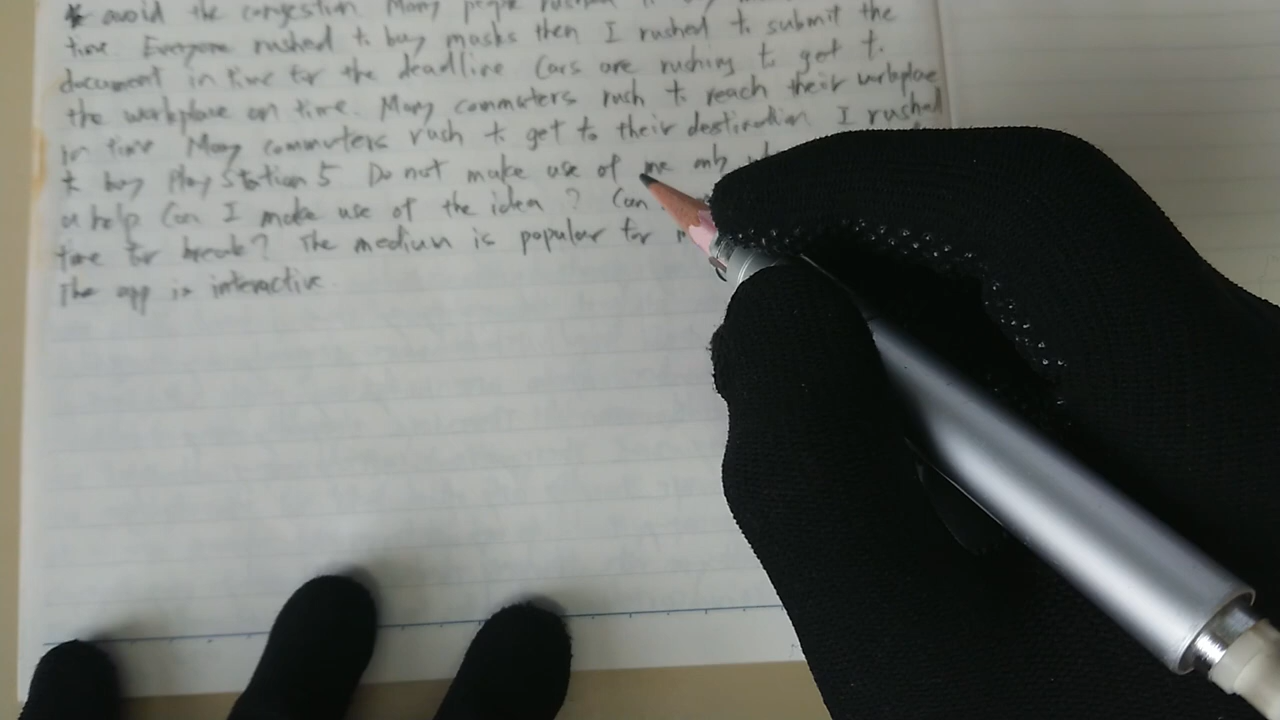 avoid the congestion Many people rushed
time. Everyone rushed to buy masks then I rushed to submit the
document in time for the deadline Cars are rushing to get to
the workplace on time. Many commuters rush to reach their workplace
in time Many commuters rush to get to their destination I rushed
to buy PlayStation 5 Do not make use of me only
a help Can I make use of the idea ? Can
time for break? The medium is popular for
The app is interactive